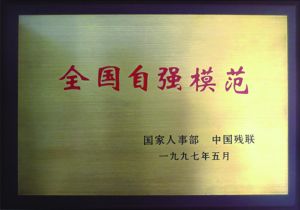 全国自强模范
国家人事部 中国残联
一九九七年五月